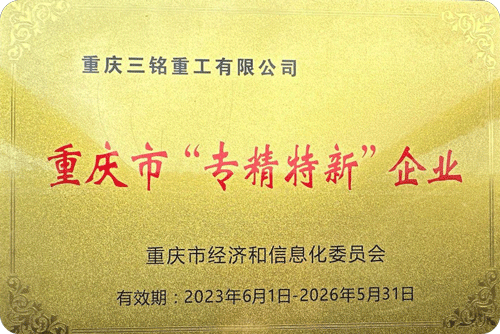 重庆三铭重工有限公司
重庆市“专精特新”企业
重庆市经济和信息化委员会
有效期：2023年6月1日-2026年5月31日